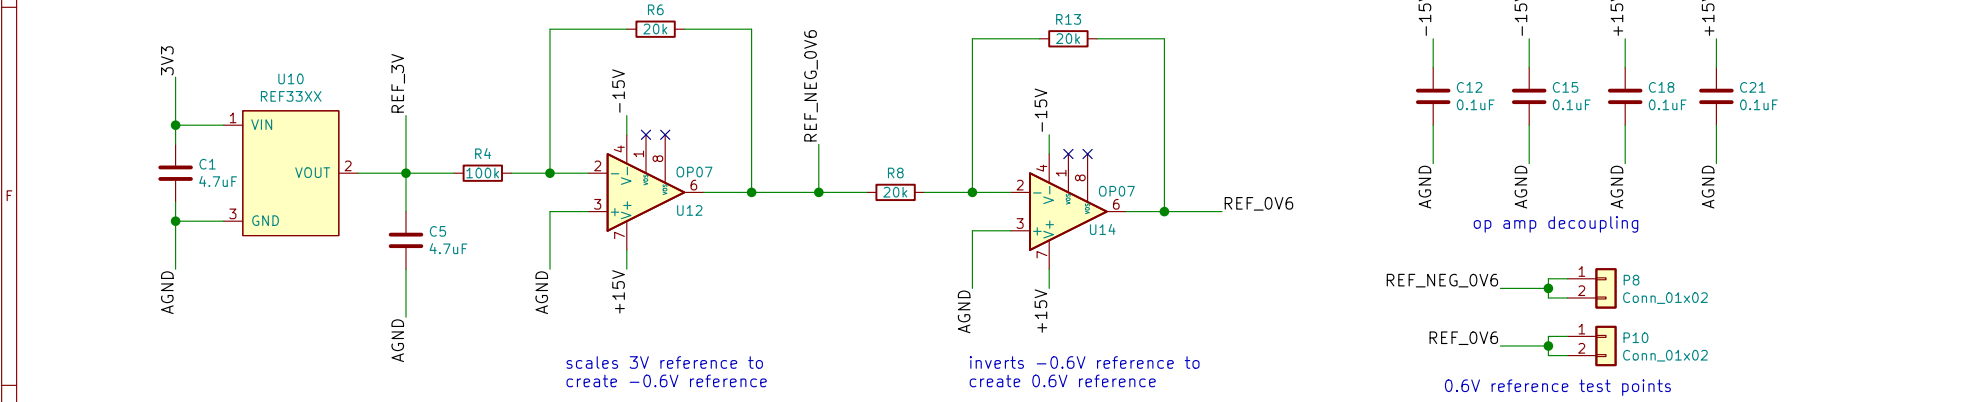 F
3V3
U10
REF33XX
1
VIN
VOUT
2
3
GND
C1
4.7uF
AGND
REF_3V
C5
4.7uF
AGND
R4
100k
R6
20k
-15V
4
1
8
V-
VOS
VOS
2
-
3
+
V+
7
6
OP07
U12
AGND
+15V
scales 3V reference to
create -0.6V reference
REF_NEG_0V6
R8
20k
R13
20k
-15V
4
1
8
V-
VOS
VOS
2
-
3
+
V+
7
6
OP07
U14
AGND
+15V
REF_0V6
inverts -0.6V reference to
create 0.6V reference
-15V
-15V
+15V
+15V
C12
0.1uF
C15
0.1uF
C18
0.1uF
C21
0.1uF
AGND
AGND
AGND
AGND
op amp decoupling
REF_NEG_0V6
1
2
P8
Conn_01x02
REF_0V6
1
2
P10
Conn_01x02
0.6V reference test points